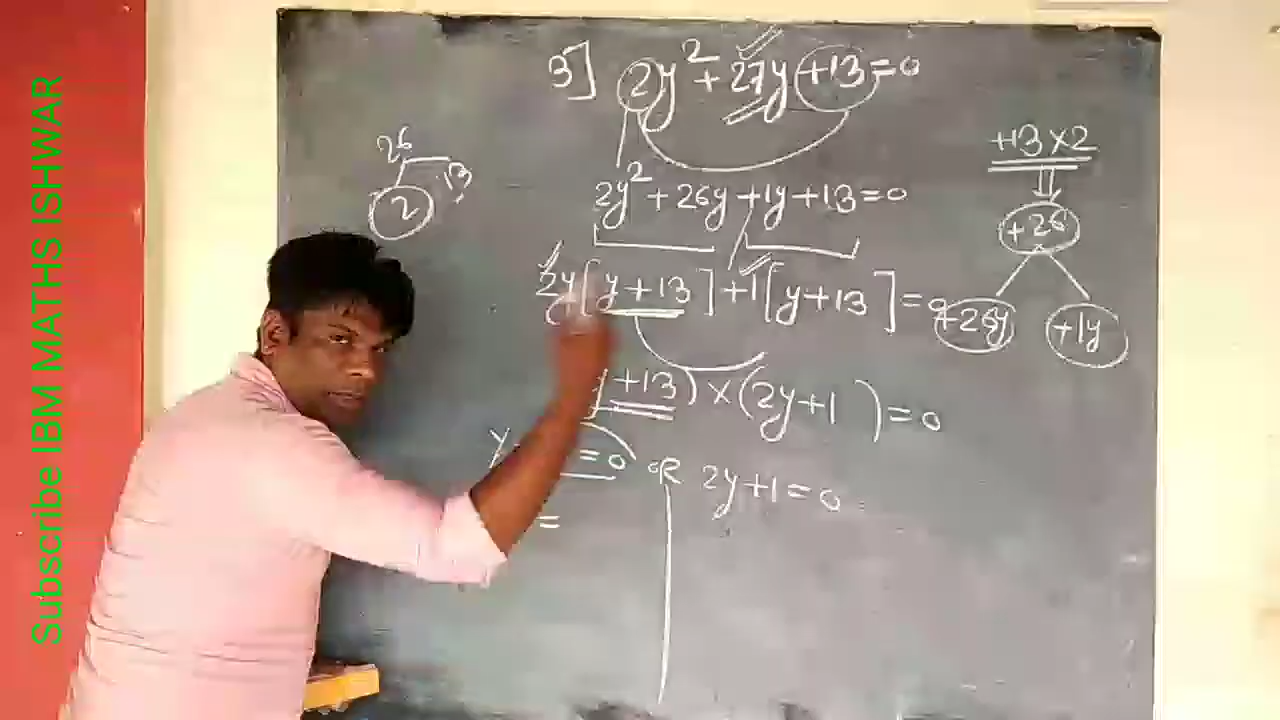 Subscribe IBM MATHS ISHWAR
3] 2y² + 27y +13 = 0
+13 × 2
26
13
2
2y² + 26y + 1y + 13 = 0
+26
2y [y + 13] + 1 [y + 13] = 0
+26y +1y
+13) × (2y + 1) = 0
y = 0 OR 2y + 1 = 0
=